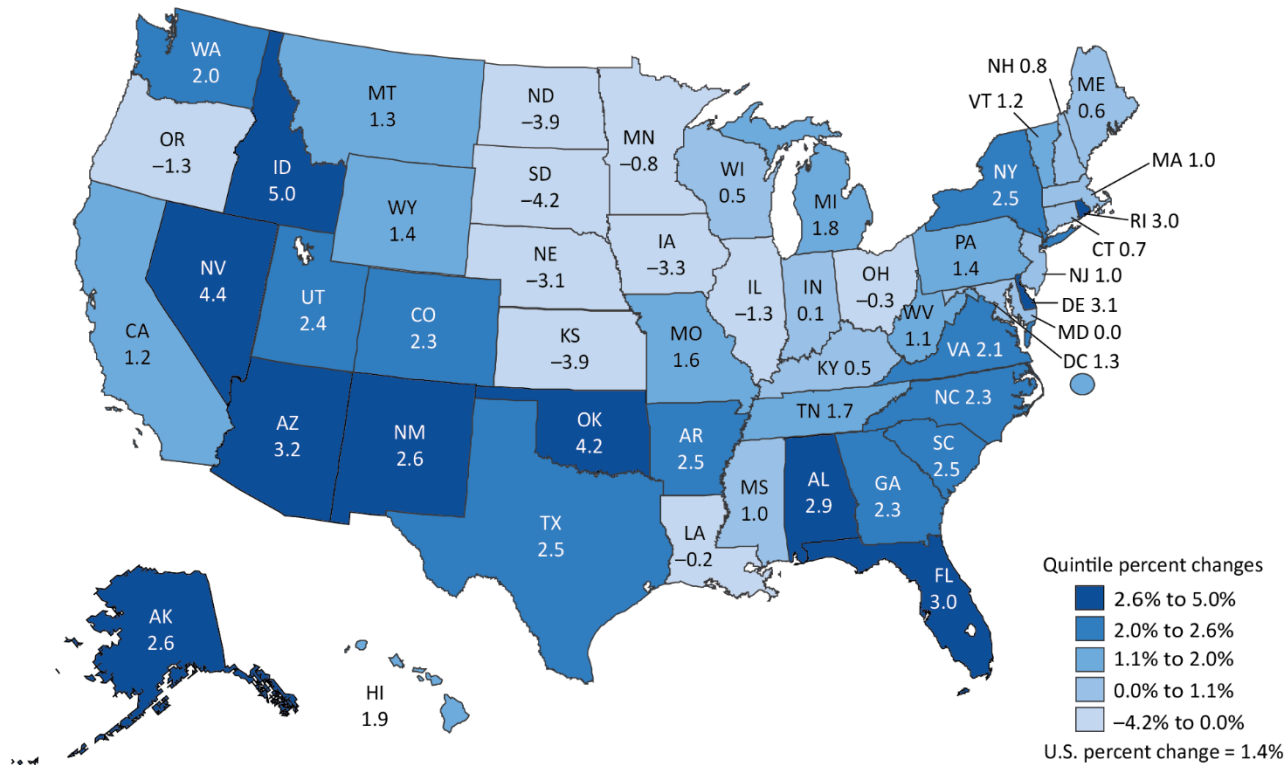 WA
2.0
MT
1.3
ND
−3.9
MN
−0.8
NH 0.8
VT 1.2
ME
0.6
OR
−1.3
ID
5.0
SD
−4.2
WI
0.5
MI
1.8
NY
2.5
MA 1.0
RI 3.0
CT 0.7
WY
1.4
NE
−3.1
IA
−3.3
IL
−1.3
IN
0.1
OH
−0.3
PA
1.4
NJ 1.0
DE 3.1
MD 0.0
DC 1.3
NV
4.4
UT
2.4
CO
2.3
KS
−3.9
MO
1.6
WV
1.1
VA 2.1
KY 0.5
CA
1.2
AZ
3.2
NM
2.6
OK
4.2
AR
2.5
TN 1.7
NC 2.3
SC
2.5
TX
2.5
LA
−0.2
MS
1.0
AL
2.9
GA
2.3
FL
3.0
AK
2.6
HI
1.9
Quintile percent changes
2.6% to 5.0%
2.0% to 2.6%
1.1% to 2.0%
0.0% to 1.1%
−4.2% to 0.0%
U.S. percent change = 1.4%